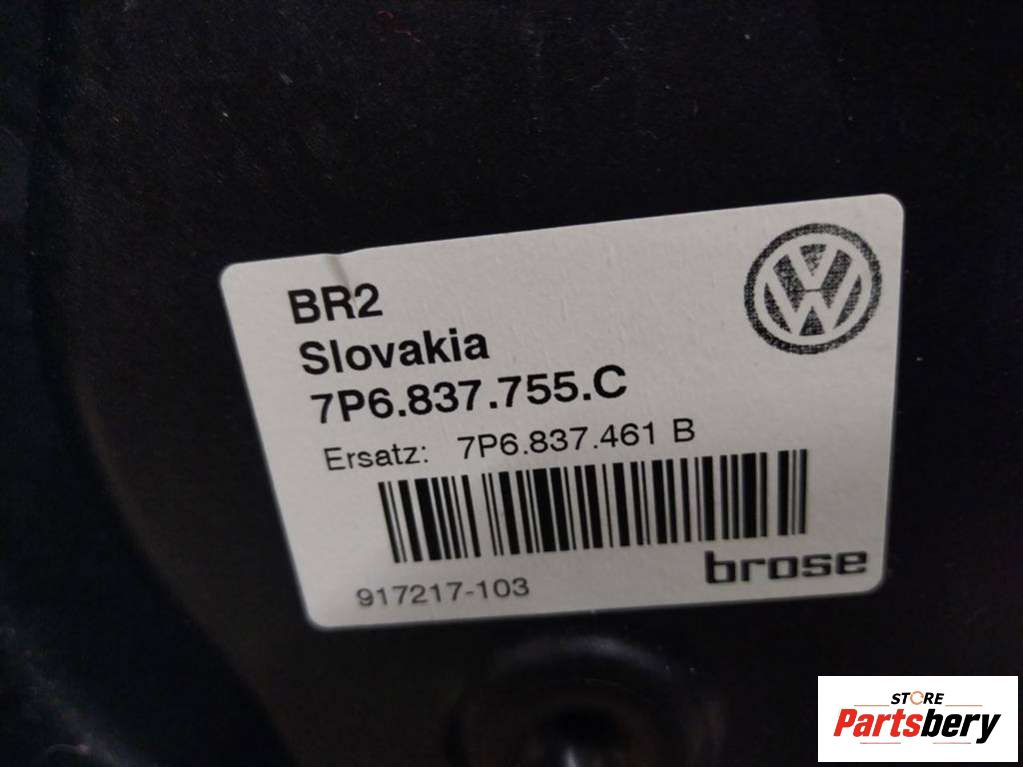 BR2
Slovakia
7P6.837.755.C
Ersatz: 7P6.837.461 B
brose
917217-103
STORE
Partsbery